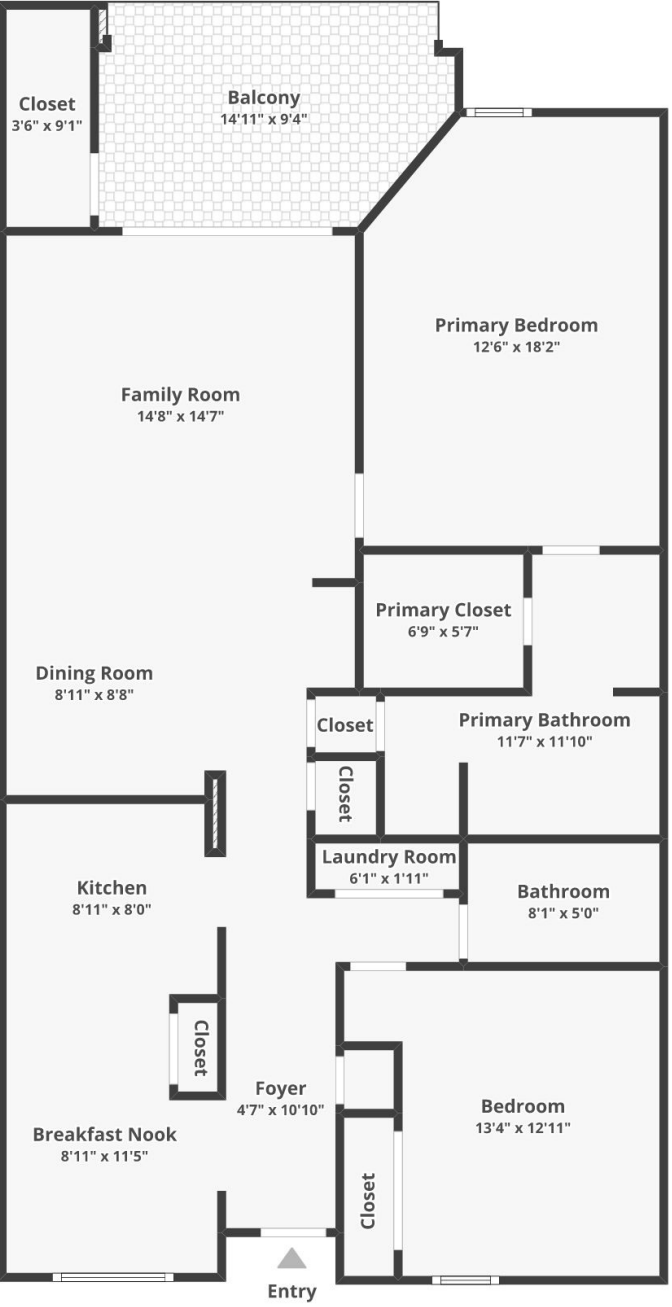 Closet
3'6" x 9'1"
Balcony
14'11" x 9'4"
Primary Bedroom
12'6" x 18'2"
Family Room
14'8" x 14'7"
Primary Closet
6'9" x 5'7"
Dining Room
8'11" x 8'8"
Closet
Primary Bathroom
11'7" x 11'10"
Closet
Laundry Room
6'1" x 1'11"
Kitchen
8'11" x 8'0"
Bathroom
8'1" x 5'0"
Closet
Foyer
4'7" x 10'10"
Bedroom
13'4" x 12'11"
Breakfast Nook
8'11" x 11'5"
Closet
Entry